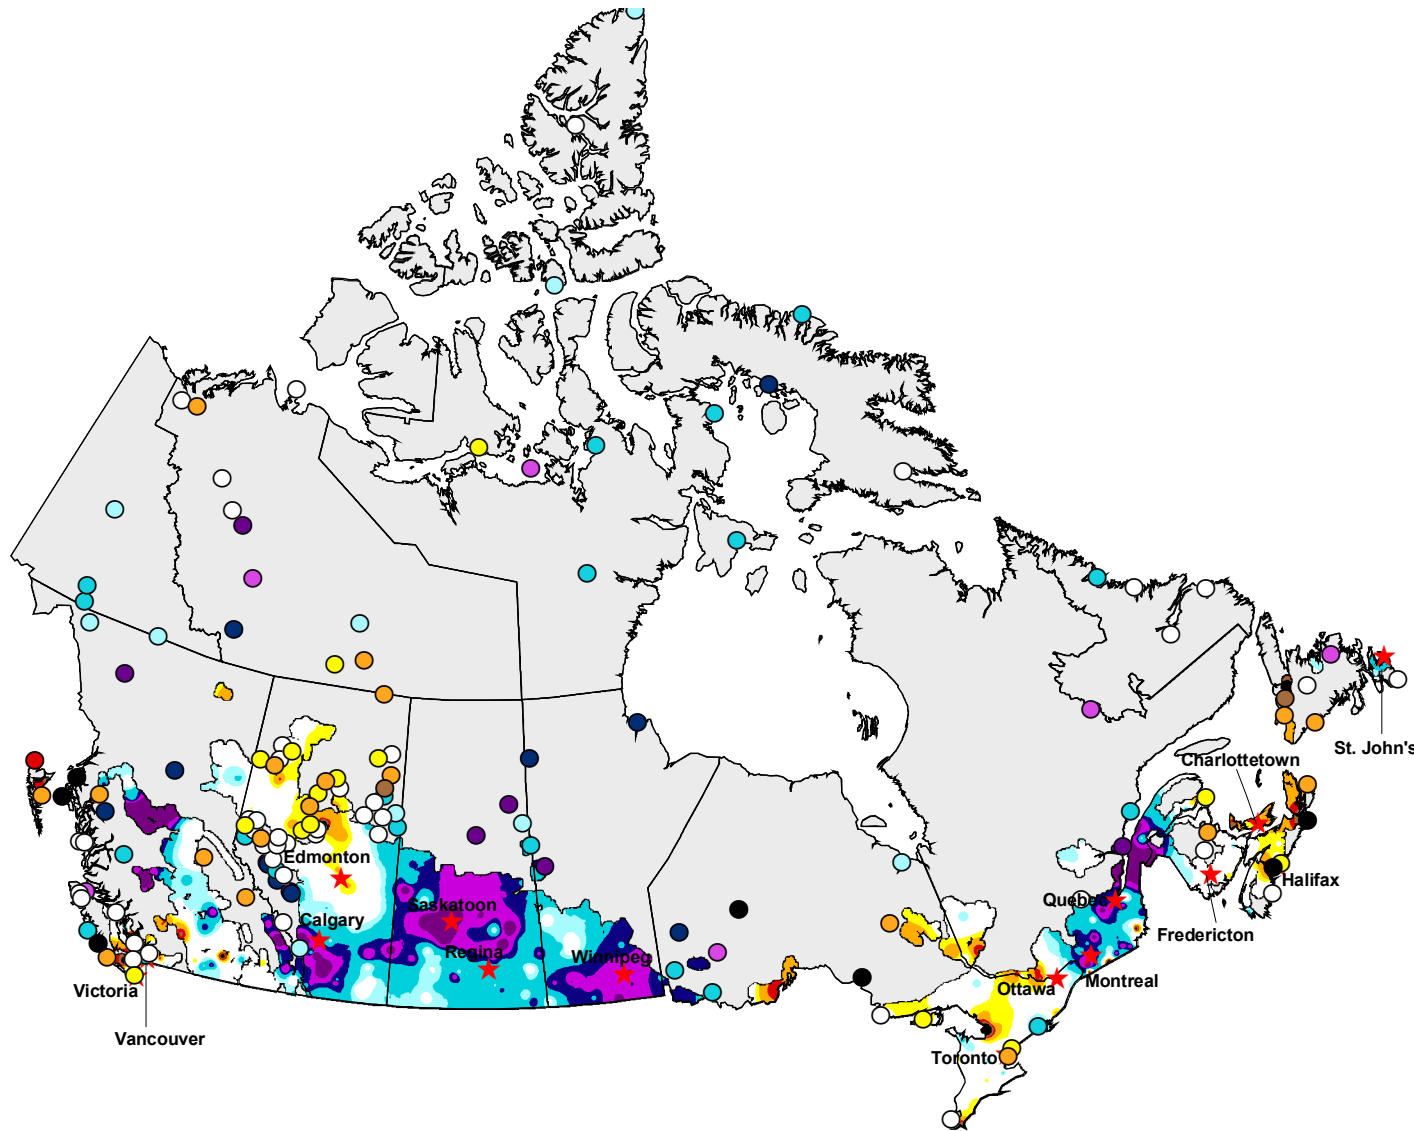 St. John's
Charlottetown
Edmonton
Halifax
Quebec
Saskatoon
Calgary
Fredericton
Regina
Winnipeg
Montreal
Ottawa
Victoria
Vancouver
Toronto